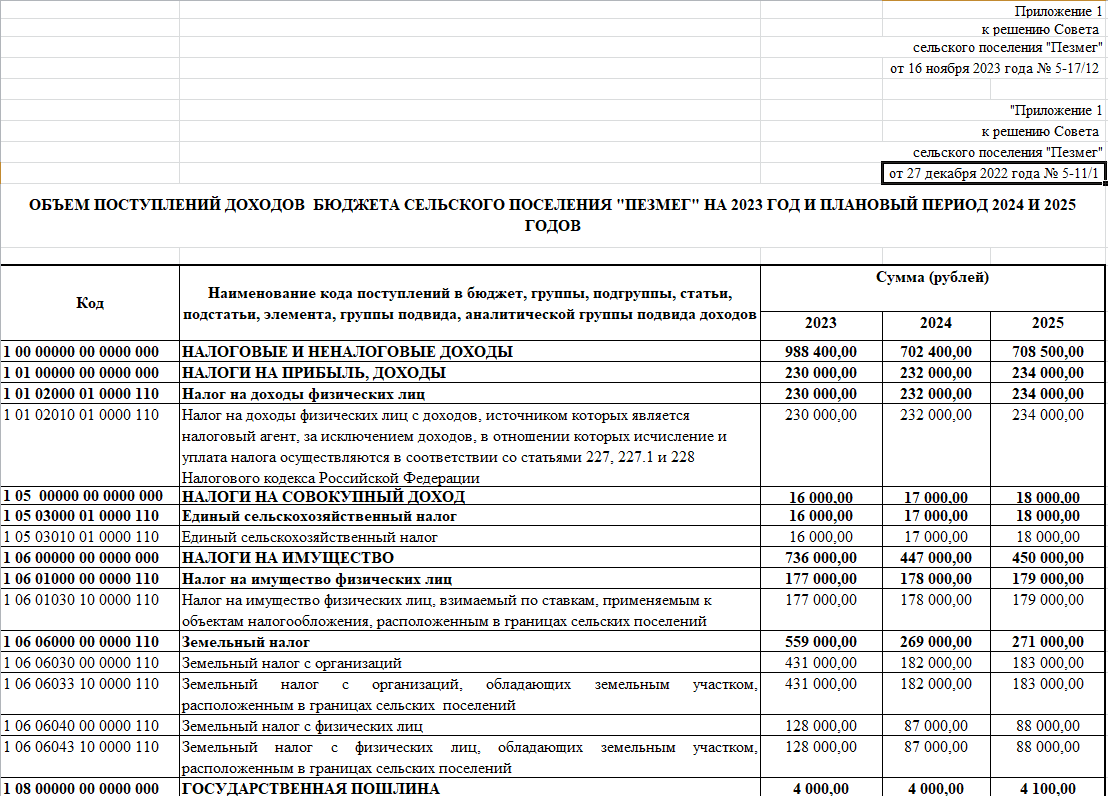 Приложение 1
к решению Совета
сельского поселения "Пезмег"
от 16 ноября 2023 года № 5-17/12
"Приложение 1
к решению Совета
сельского поселения "Пезмег"
от 27 декабря 2022 года № 5-11/1
ОБЪЕМ ПОСТУПЛЕНИЙ ДОХОДОВ  БЮДЖЕТА СЕЛЬСКОГО ПОСЕЛЕНИЯ "ПЕЗМЕГ" НА 2023 ГОД И ПЛАНОВЫЙ ПЕРИОД 2024 И 2025
ГОДОВ
Код
Наименование кода поступлений в бюджет, группы, подгруппы, статьи,
подстатьи, элемента, группы подвида, аналитической группы подвида доходов
Сумма (рублей)
2023 2024 2025
1 00 00000 00 0000 000 НАЛОГОВЫЕ И НЕНАЛОГОВЫЕ ДОХОДЫ 988 400,00 702 400,00 708 500,00
1 01 00000 00 0000 000 НАЛОГИ НА ПРИБЫЛЬ, ДОХОДЫ 230 000,00 232 000,00 234 000,00
1 01 02000 01 0000 110 Налог на доходы физических лиц 230 000,00 232 000,00 234 000,00
1 01 02010 01 0000 110 Налог на доходы физических лиц с доходов, источником которых является 230 000,00 232 000,00 234 000,00
налоговый агент, за исключением доходов, в отношении которых исчисление и
уплата налога осуществляются в соответствии со статьями 227, 227.1 и 228
Налогового кодекса Российской Федерации
1 05  00000 00 0000 000 НАЛОГИ НА СОВОКУПНЫЙ ДОХОД 16 000,00 17 000,00 18 000,00
1 05 03000 01 0000 110 Единый сельскохозяйственный налог 16 000,00 17 000,00 18 000,00
1 05 03010 01 0000 110 Единый сельскохозяйственный налог 16 000,00 17 000,00 18 000,00
1 06 00000 00 0000 000 НАЛОГИ НА ИМУЩЕСТВО 736 000,00 447 000,00 450 000,00
1 06 01000 00 0000 110 Налог на имущество физических лиц 177 000,00 178 000,00 179 000,00
1 06 01030 10 0000 110 Налог на имущество физических лиц, взимаемый по ставкам, применяемым к 177 000,00 178 000,00 179 000,00
объектам налогообложения, расположенным в границах сельских поселений
1 06 06000 00 0000 110 Земельный налог 559 000,00 269 000,00 271 000,00
1 06 06030 00 0000 110 Земельный налог с организаций 431 000,00 182 000,00 183 000,00
1 06 06033 10 0000 110 Земельный налог с организаций, обладающих земельным участком, 431 000,00 182 000,00 183 000,00
расположенным в границах сельских  поселений
1 06 06040 00 0000 110 Земельный налог с физических лиц 128 000,00 87 000,00 88 000,00
1 06 06043 10 0000 110 Земельный налог с физических лиц, обладающих земельным участком, 128 000,00 87 000,00 88 000,00
расположенным в границах сельских поселений
1 08 00000 00 0000 000 ГОСУДАРСТВЕННАЯ ПОШЛИНА 4 000,00 4 000,00 4 100,00